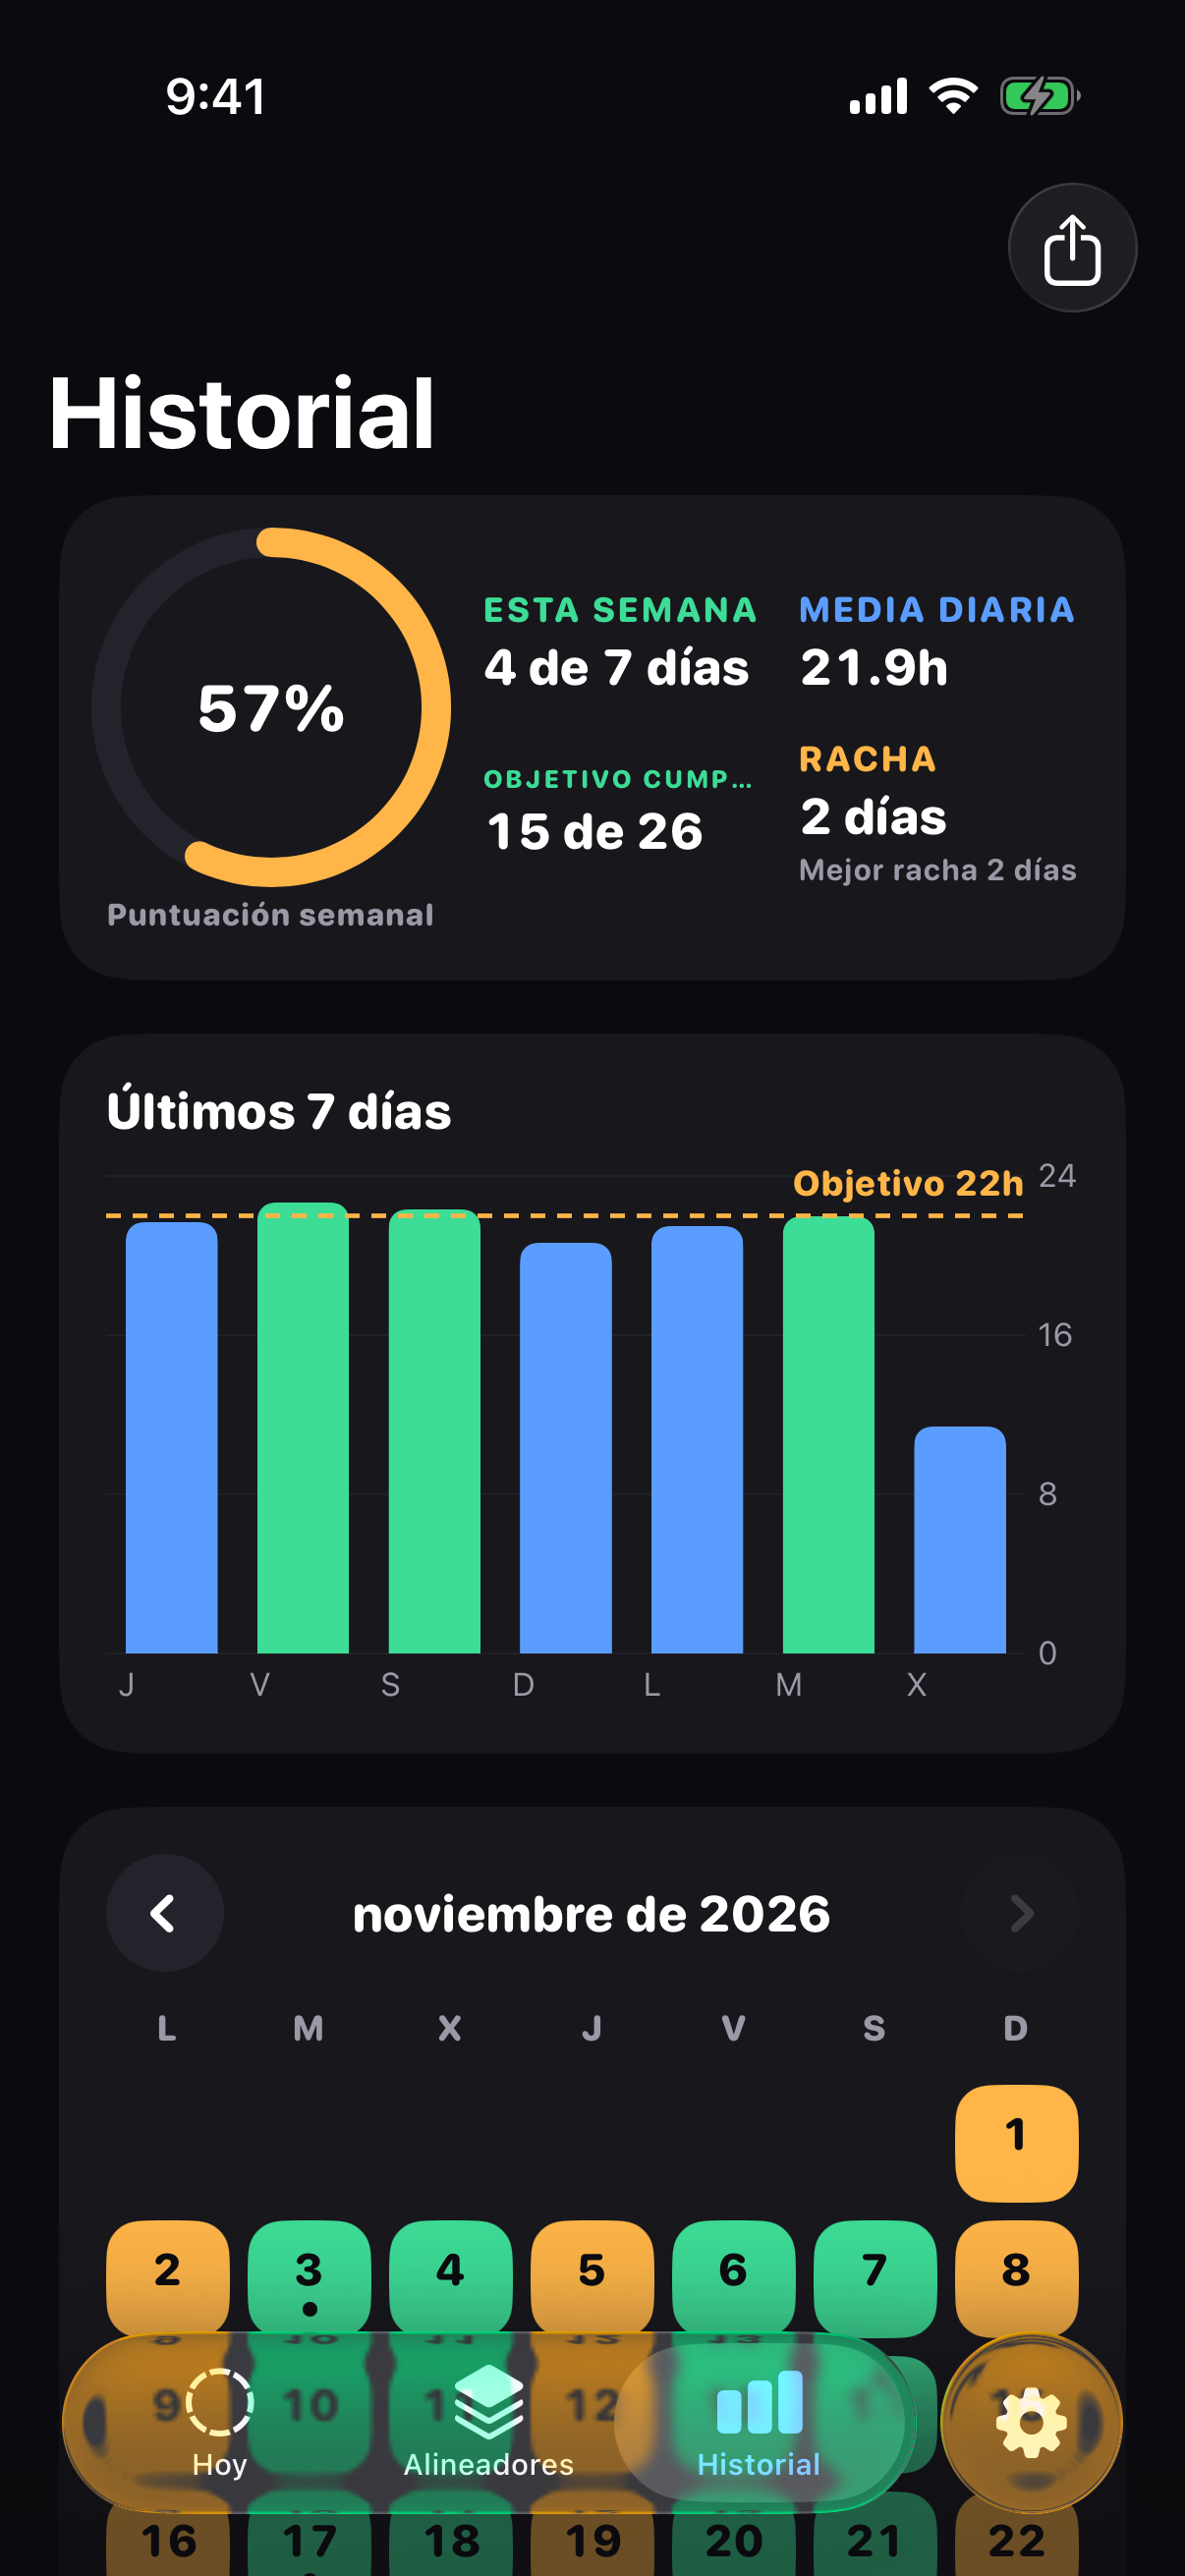 9:41
Historial
57%
Puntuación semanal
ESTA SEMANA
4 de 7 días
MEDIA DIARIA
21.9h
OBJETIVO CUMP...
15 de 26
RACHA
2 días
Mejor racha 2 días
Últimos 7 días
Objetivo 22h
24
16
8
0
J V S D L M X
noviembre de 2026
L M X J V S D
1
2 3 4 5 6 7 8
9 10 11 12
Hoy Alineadores Historial
16 17 18 19 20 21 22